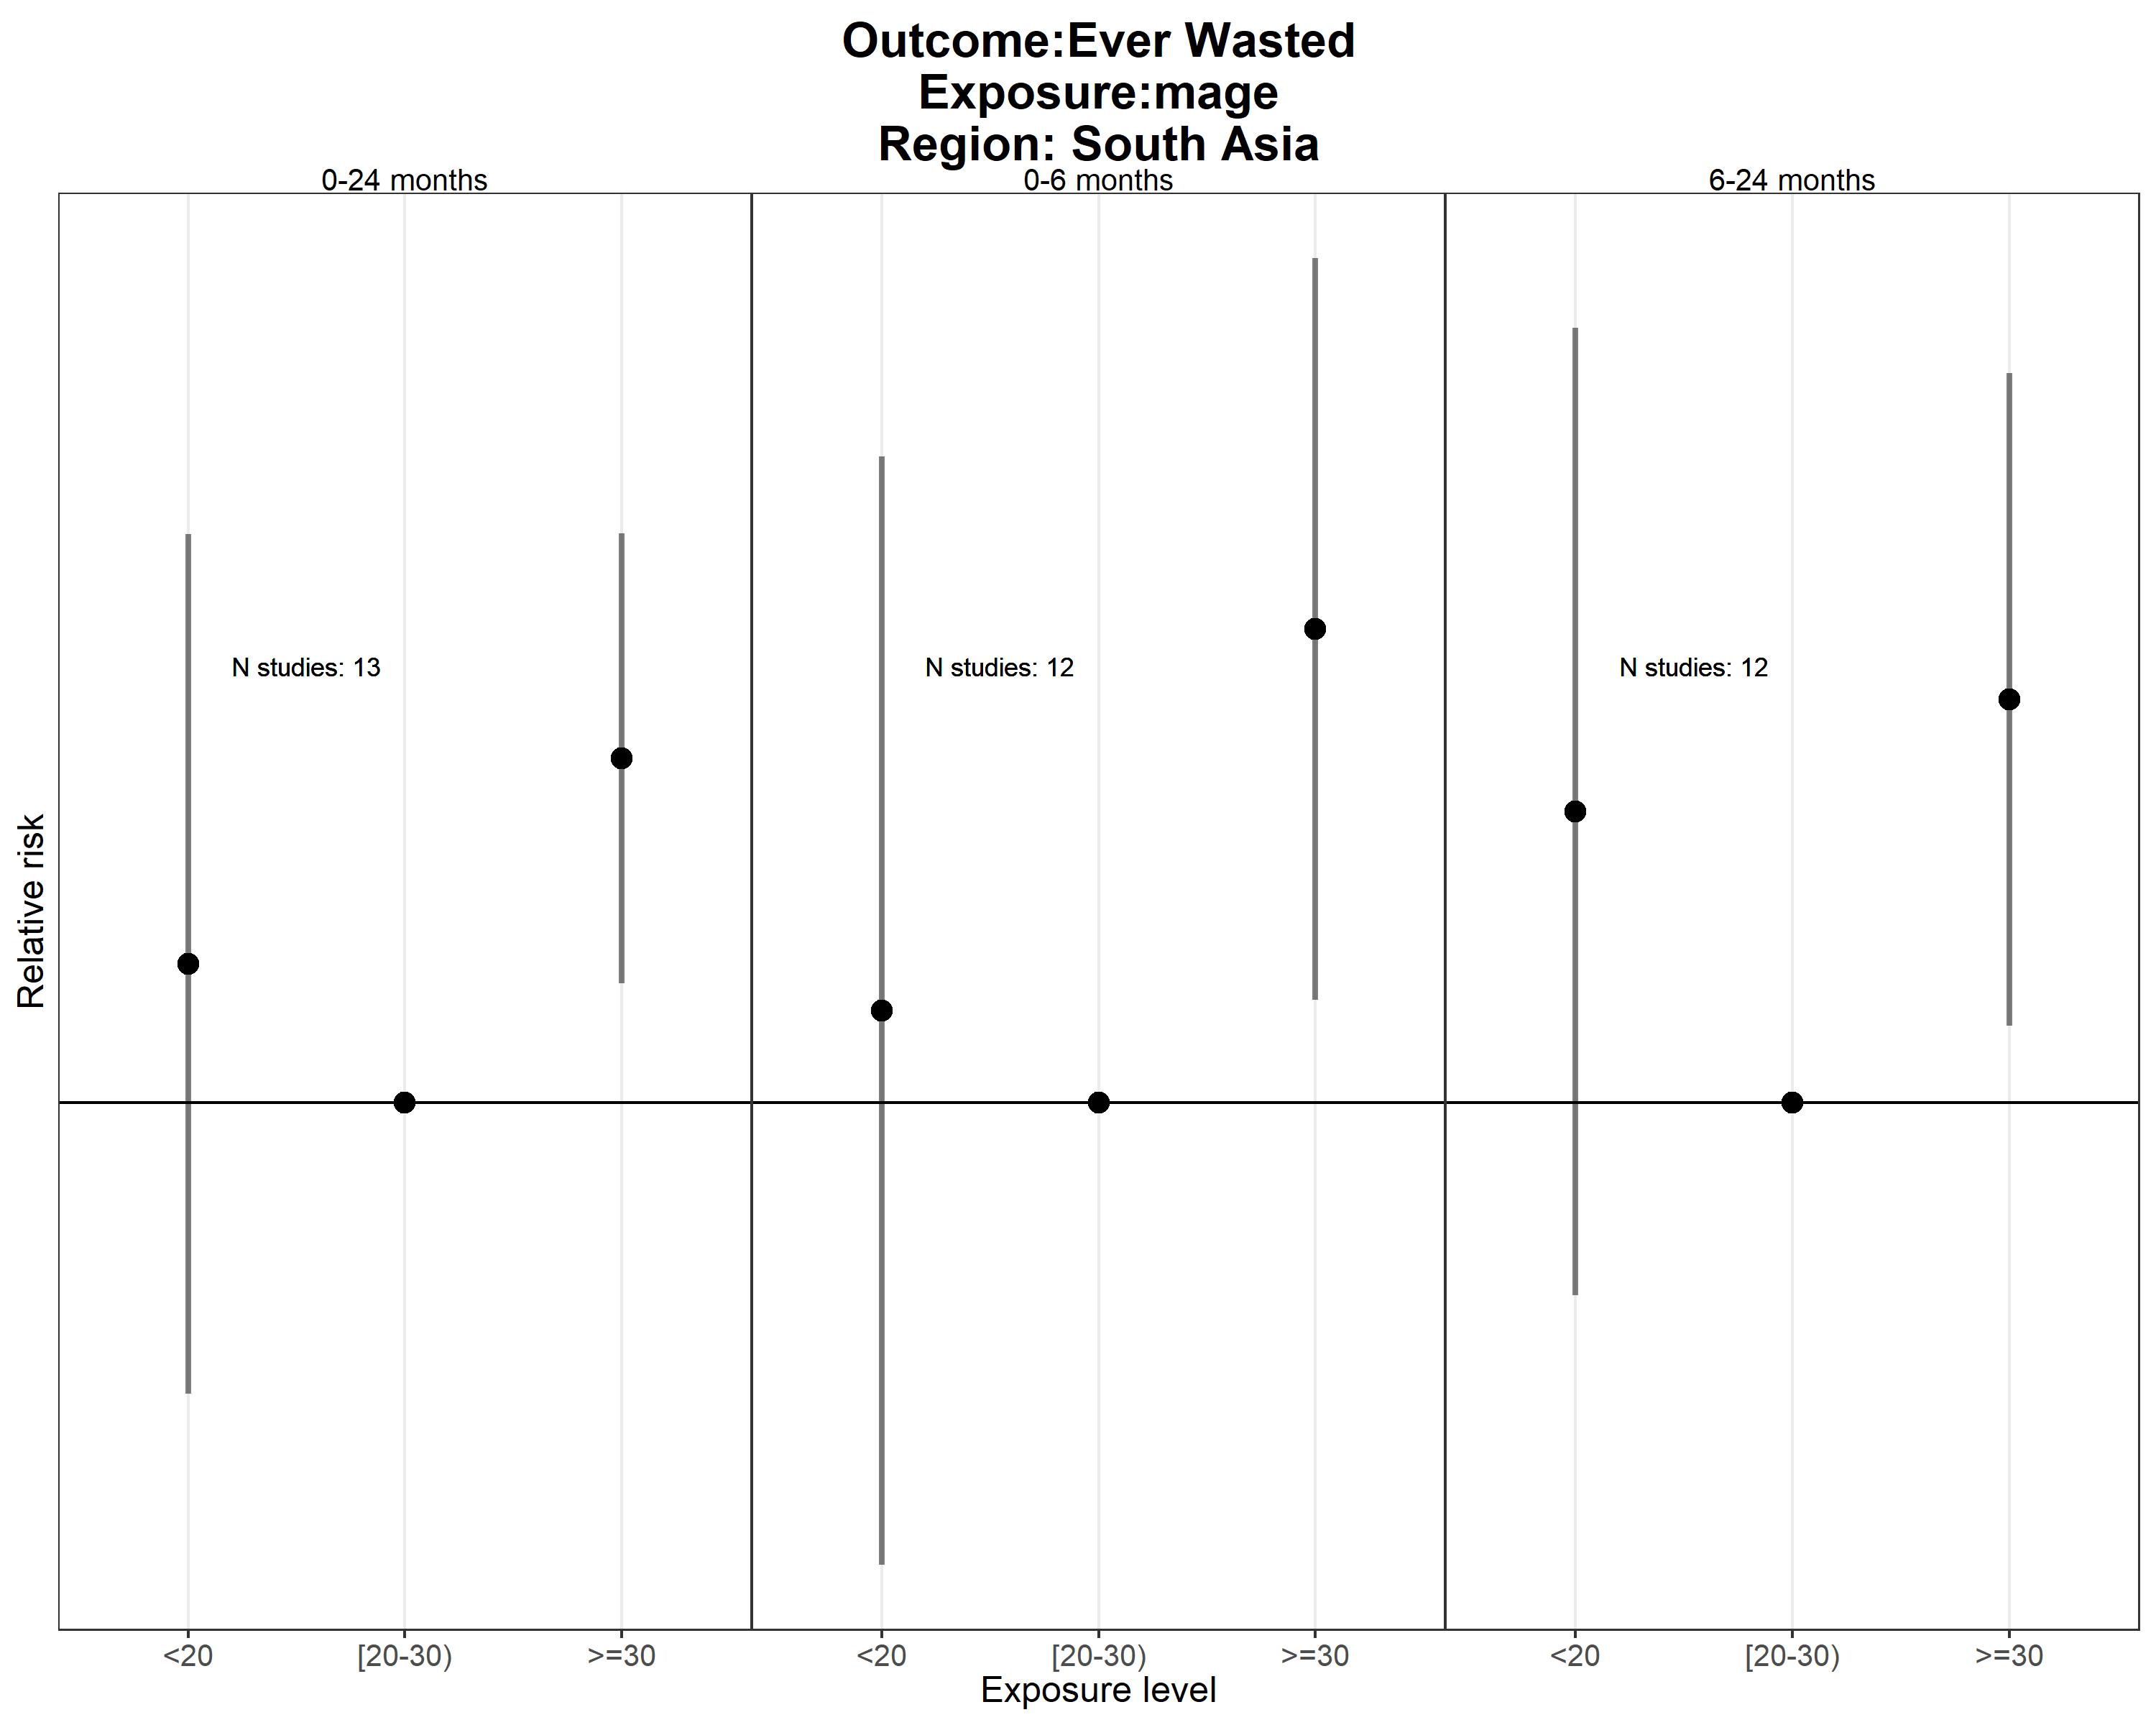 Outcome:Ever Wasted
Exposure:mage
Region: South Asia
0-24 months
0-6 months
6-24 months
N studies: 13
N studies: 12
N studies: 12
Relative risk
<20
[20-30)
>=30
<20
[20-30)
>=30
<20
[20-30)
>=30
Exposure level